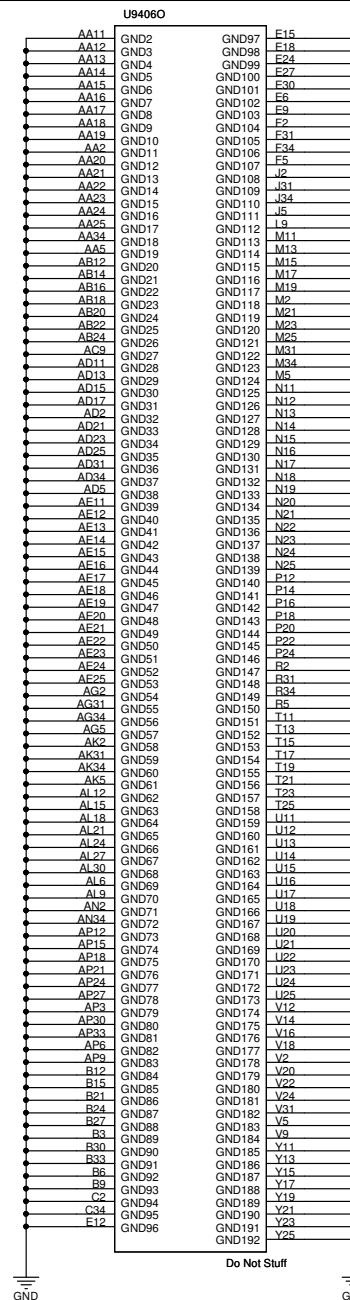 U9406O
AA11 GND2 GND97 E15
AA12 GND3 GND98 E18
AA13 GND4 GND99 E24
AA14 GND5 GND100 E27
AA15 GND6 GND101 E30
AA16 GND7 GND102 E6
AA17 GND8 GND103 E9
AA18 GND9 GND104 F2
AA19 GND10 GND105 F31
AA2 GND11 GND106 F34
AA20 GND12 GND107 F5
AA21 GND13 GND108 J2
AA22 GND14 GND109 J31
AA23 GND15 GND110 J34
AA24 GND16 GND111 J5
AA25 GND17 GND112 L9
AA34 GND18 GND113 M11
AA5 GND19 GND114 M13
AB12 GND20 GND115 M15
AB14 GND21 GND116 M17
AB16 GND22 GND117 M19
AB18 GND23 GND118 M2
AB20 GND24 GND119 M21
AB22 GND25 GND120 M23
AB24 GND26 GND121 M25
AC9 GND27 GND122 M31
AD11 GND28 GND123 M34
AD13 GND29 GND124 M5
AD15 GND30 GND125 N11
AD17 GND31 GND126 N12
AD2 GND32 GND127 N13
AD21 GND33 GND128 N14
AD23 GND34 GND129 N15
AD25 GND35 GND130 N16
AD31 GND36 GND131 N17
AD34 GND37 GND132 N18
AD5 GND38 GND133 N19
AE11 GND39 GND134 N20
AE12 GND40 GND135 N21
AE13 GND41 GND136 N22
AE14 GND42 GND137 N23
AE15 GND43 GND138 N24
AE16 GND44 GND139 N25
AE17 GND45 GND140 P12
AE18 GND46 GND141 P14
AE19 GND47 GND142 P16
AE20 GND48 GND143 P18
AE21 GND49 GND144 P20
AE22 GND50 GND145 P22
AE23 GND51 GND146 P24
AE24 GND52 GND147 R2
AE25 GND53 GND148 R31
AG2 GND54 GND149 R34
AG31 GND55 GND150 R5
AG34 GND56 GND151 T11
AG5 GND57 GND152 T13
AK2 GND58 GND153 T15
AK31 GND59 GND154 T17
AK34 GND60 GND155 T19
AK5 GND61 GND156 T21
AL12 GND62 GND157 T23
AL15 GND63 GND158 T25
AL18 GND64 GND159 U11
AL21 GND65 GND160 U12
AL24 GND66 GND161 U13
AL27 GND67 GND162 U14
AL30 GND68 GND163 U15
AL6 GND69 GND164 U16
AL9 GND70 GND165 U17
AN2 GND71 GND166 U18
AN34 GND72 GND167 U19
AP12 GND73 GND168 U20
AP15 GND74 GND169 U21
AP18 GND75 GND170 U22
AP21 GND76 GND171 U23
AP24 GND77 GND172 U24
AP27 GND78 GND173 U25
AP3 GND79 GND174 V12
AP30 GND80 GND175 V14
AP33 GND81 GND176 V16
AP6 GND82 GND177 V18
AP9 GND83 GND178 V2
B12 GND84 GND179 V20
B15 GND85 GND180 V22
B21 GND86 GND181 V24
B24 GND87 GND182 V31
B27 GND88 GND183 V5
B3 GND89 GND184 V9
B30 GND90 GND185 Y11
B33 GND91 GND186 Y13
B6 GND92 GND187 Y15
B9 GND93 GND188 Y17
C2 GND94 GND189 Y19
C34 GND95 GND190 Y21
E12 GND96 GND191 Y23
GND192 Y25
Do Not Stuff
GND G